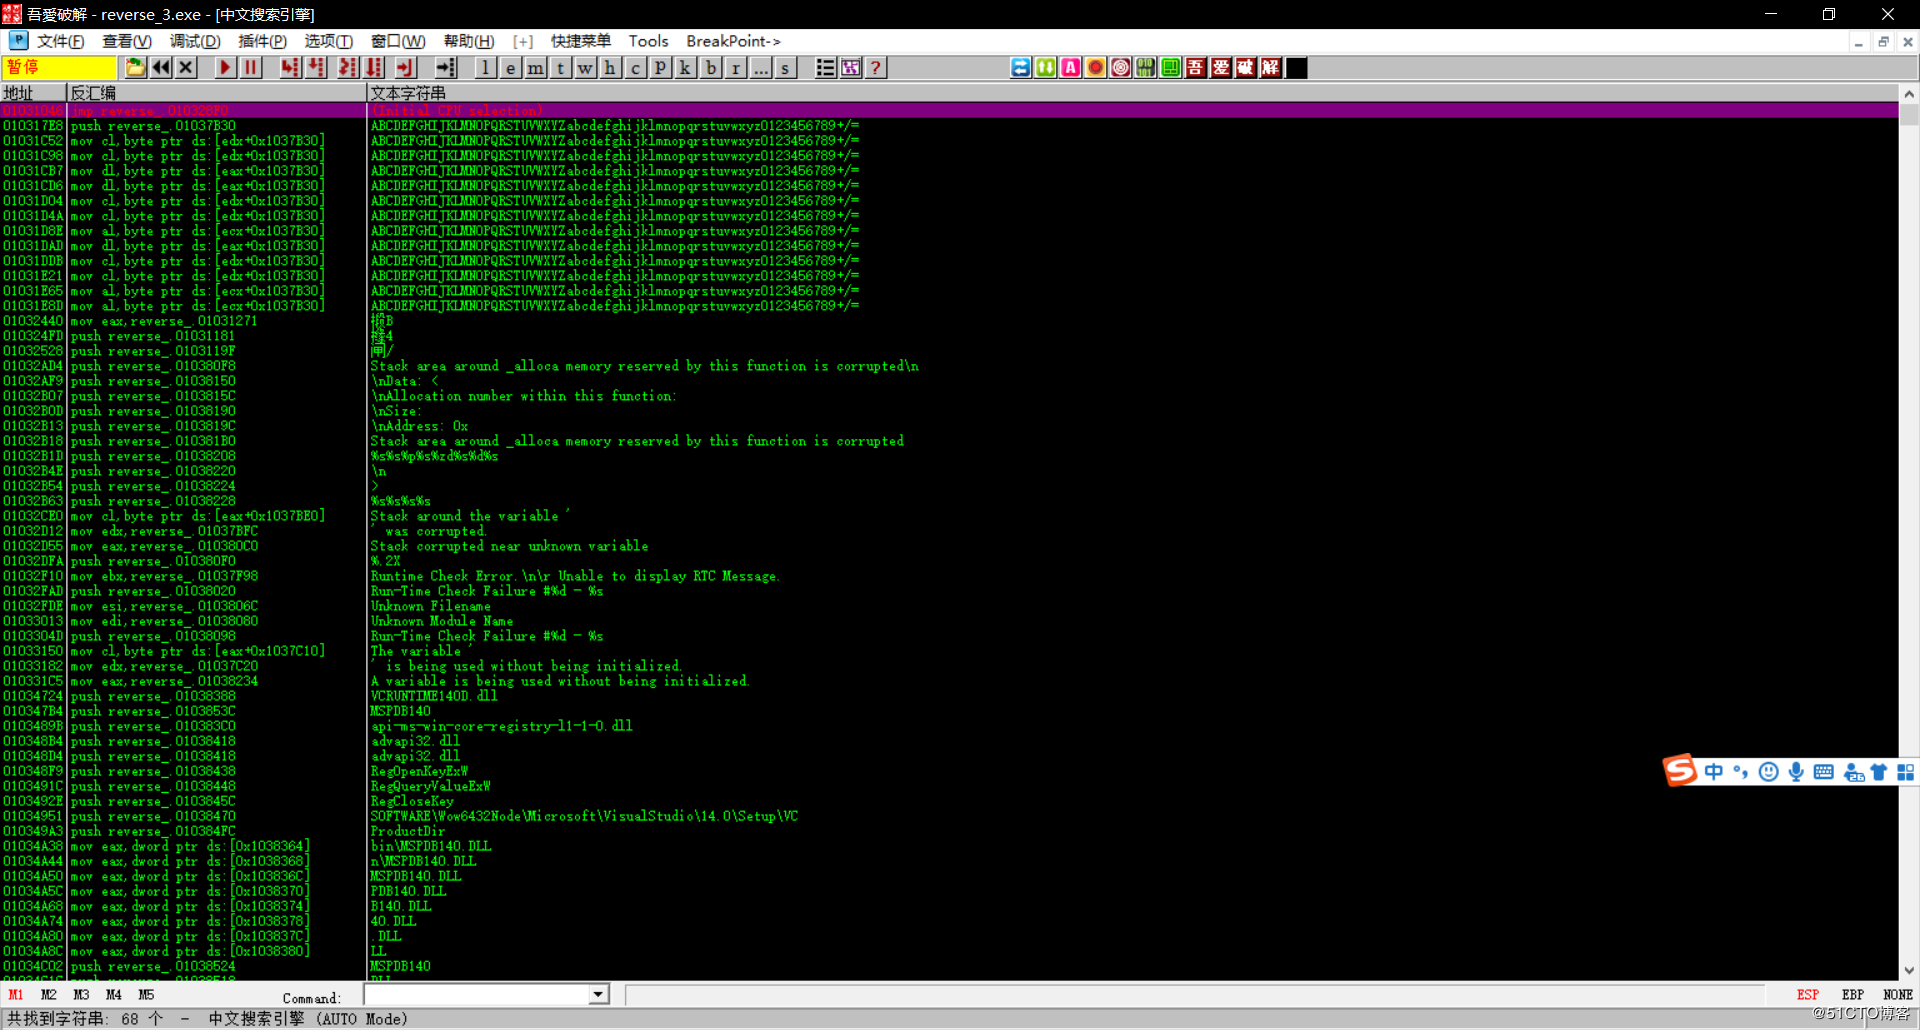 吾愛破解 - reverse_3.exe - [中文搜索引擎]
文件(F) 查看(V) 调试(D) 插件(P) 选项(T) 窗口(W) 帮助(H) [+] 快捷菜单 Tools BreakPoint->
暂停 l e m t w h c P k b r ... s ? 吾 爱 破 解
地址 反汇编 文本字符串
01031046 jmp reverse_.010328F0 (Initial CPU selection)
010317E8 push reverse_.01037B30 ABCDEFGHIJKLMNOPQRSTUVWXYZabcdefghijklmnopqrstuvwxyz0123456789+/=
01031C52 mov cl,byte ptr ds:[edx+0x1037B30] ABCDEFGHIJKLMNOPQRSTUVWXYZabcdefghijklmnopqrstuvwxyz0123456789+/=
01031C98 mov cl,byte ptr ds:[edx+0x1037B30] ABCDEFGHIJKLMNOPQRSTUVWXYZabcdefghijklmnopqrstuvwxyz0123456789+/=
01031CB7 mov dl,byte ptr ds:[eax+0x1037B30] ABCDEFGHIJKLMNOPQRSTUVWXYZabcdefghijklmnopqrstuvwxyz0123456789+/=
01031CD6 mov dl,byte ptr ds:[eax+0x1037B30] ABCDEFGHIJKLMNOPQRSTUVWXYZabcdefghijklmnopqrstuvwxyz0123456789+/=
01031D04 mov cl,byte ptr ds:[edx+0x1037B30] ABCDEFGHIJKLMNOPQRSTUVWXYZabcdefghijklmnopqrstuvwxyz0123456789+/=
01031D4A mov cl,byte ptr ds:[edx+0x1037B30] ABCDEFGHIJKLMNOPQRSTUVWXYZabcdefghijklmnopqrstuvwxyz0123456789+/=
01031D8E mov al,byte ptr ds:[ecx+0x1037B30] ABCDEFGHIJKLMNOPQRSTUVWXYZabcdefghijklmnopqrstuvwxyz0123456789+/=
01031DAD mov dl,byte ptr ds:[eax+0x1037B30] ABCDEFGHIJKLMNOPQRSTUVWXYZabcdefghijklmnopqrstuvwxyz0123456789+/=
01031DDB mov cl,byte ptr ds:[edx+0x1037B30] ABCDEFGHIJKLMNOPQRSTUVWXYZabcdefghijklmnopqrstuvwxyz0123456789+/=
01031E21 mov cl,byte ptr ds:[edx+0x1037B30] ABCDEFGHIJKLMNOPQRSTUVWXYZabcdefghijklmnopqrstuvwxyz0123456789+/=
01031E65 mov al,byte ptr ds:[ecx+0x1037B30] ABCDEFGHIJKLMNOPQRSTUVWXYZabcdefghijklmnopqrstuvwxyz0123456789+/=
01031E8D mov al,byte ptr ds:[ecx+0x1037B30] ABCDEFGHIJKLMNOPQRSTUVWXYZabcdefghijklmnopqrstuvwxyz0123456789+/=
01032440 mov eax,reverse_.01031271
010324FD push reverse_.01031181
01032528 push reverse_.0103119F 闸/
01032AD4 push reverse_.010380F8 Stack area around _alloca memory reserved by this function is corrupted\n
01032AF9 push reverse_.01038150 \nData: <
01032B07 push reverse_.0103815C \nAllocation number within this function:
01032B0D push reverse_.01038190 \nSize:
01032B13 push reverse_.0103819C \nAddress: 0x
01032B18 push reverse_.010381B0 Stack area around _alloca memory reserved by this function is corrupted
01032B1D push reverse_.01038208 %s%s%p%s%zd%s%d%s
01032B4E push reverse_.01038220 \n
01032B54 push reverse_.01038224 >
01032B63 push reverse_.01038228 %s%s%s%s
01032CE0 mov cl,byte ptr ds:[eax+0x1037BE0] Stack around the variable '
01032D12 mov edx,reverse_.01037BFC ' was corrupted.
01032D55 mov eax,reverse_.010380C0 Stack corrupted near unknown variable
01032DFA push reverse_.010380F0 %.2X
01032F10 mov ebx,reverse_.01037F98 Runtime Check Error.\n\r Unable to display RTC Message.
01032FAD push reverse_.01038020 Run-Time Check Failure #%d - %s
01032FDE mov esi,reverse_.0103806C Unknown Filename
01033013 mov edi,reverse_.01038080 Unknown Module Name
0103304D push reverse_.01038098 Run-Time Check Failure #%d - %s
01033150 mov cl,byte ptr ds:[eax+0x1037C10] The variable '
01033182 mov edx,reverse_.01037C20 ' is being used without being initialized.
010331C5 mov eax,reverse_.01038234 A variable is being used without being initialized.
01034724 push reverse_.01038388 VCRUNTIME140D.dll
010347B4 push reverse_.0103853C MSPDB140
0103489B push reverse_.010383C0 api-ms-win-core-registry-l1-1-0.dll
010348B4 push reverse_.01038418 advapi32.dll
010348D4 push reverse_.01038418 advapi32.dll
010348F9 push reverse_.01038438 RegOpenKeyExW
0103491C push reverse_.01038448 RegQueryValueExW
0103492E push reverse_.0103845C RegCloseKey
01034951 push reverse_.01038470 SOFTWARE\Wow6432Node\Microsoft\VisualStudio\14.0\Setup\VC
010349A3 push reverse_.010384FC ProductDir
01034A38 mov eax,dword ptr ds:[0x1038364] bin\MSPDB140.DLL
01034A44 mov eax,dword ptr ds:[0x1038368] n\MSPDB140.DLL
01034A50 mov eax,dword ptr ds:[0x103836C] MSPDB140.DLL
01034A5C mov eax,dword ptr ds:[0x1038370] PDB140.DLL
01034A68 mov eax,dword ptr ds:[0x1038374] B140.DLL
01034A74 mov eax,dword ptr ds:[0x1038378] 40.DLL
01034A80 mov eax,dword ptr ds:[0x103837C] .DLL
01034A8C mov eax,dword ptr ds:[0x1038380] LL
01034C02 push reverse_.01038524 MSPDB140
M1 M2 M3 M4 M5 Command: ESP EBP NONE
共找到字符串: 68 个 - 中文搜索引擎 (AUTO Mode)
中
@51CTO博客